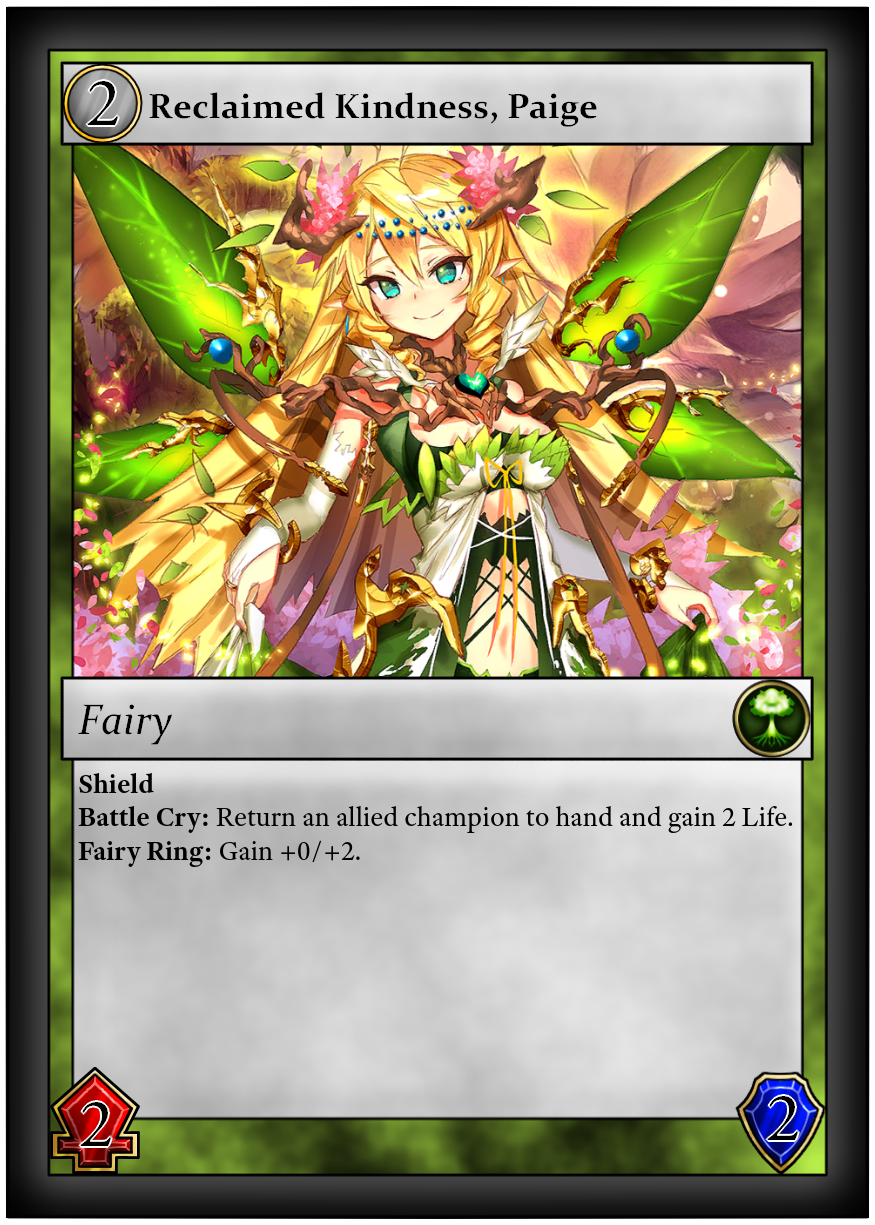 2 Reclaimed Kindness, Paige
Fairy
Shield
Battle Cry: Return an allied champion to hand and gain 2 Life.
Fairy Ring: Gain +0/+2.
2 2